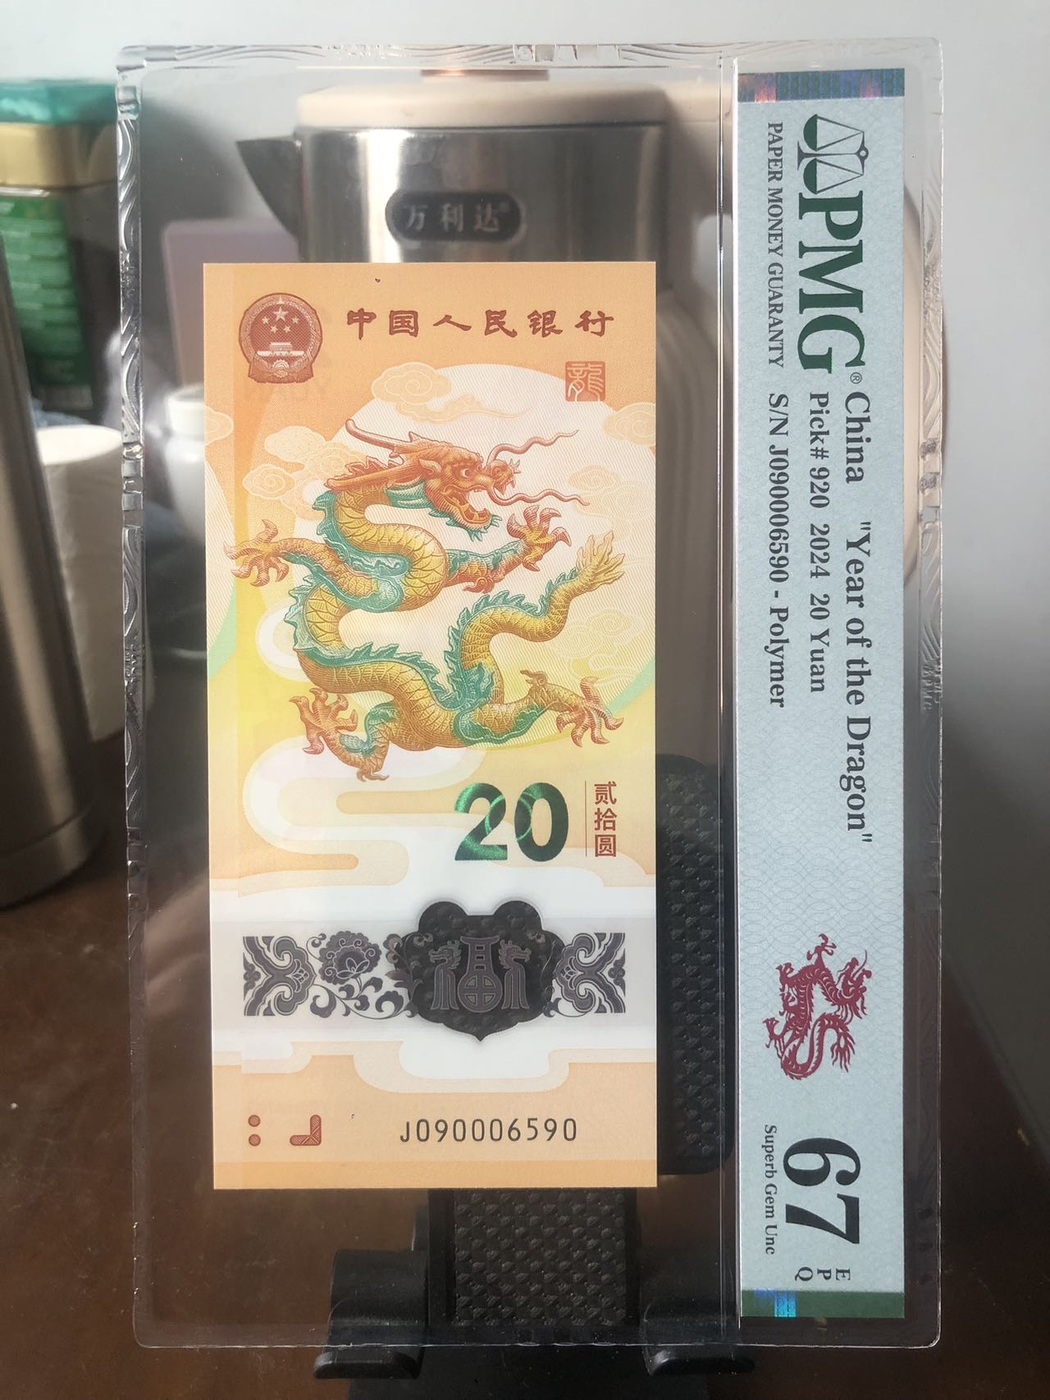 万利达
中国人民银行
龍
20
贰拾圆
福
J090006590
PMG®
PAPER MONEY GUARANTY
China "Year of the Dragon"
Pick# 920 2024 20 Yuan
S/N J090006590 - Polymer
67
EPQ
Superb Gem Unc